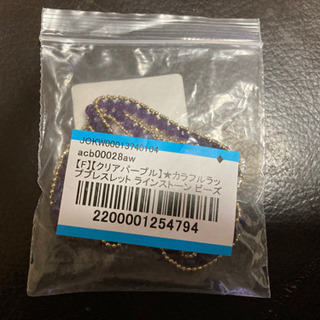 JOKW00013740104
acb00028aw
【F】【クリアパープル】★カラフルラッ
プブレスレット ラインストーン ビーズ
2200001254794